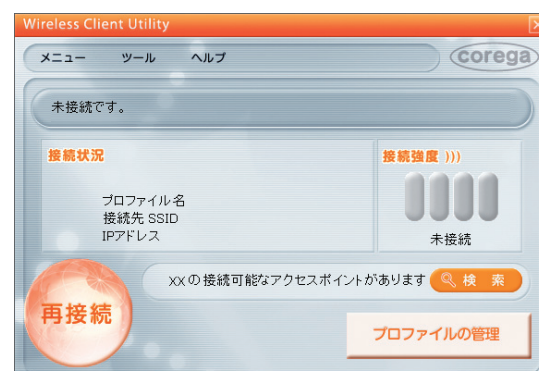 Wireless Client Utility
メニュー ツール ヘルプ
corega
未接続です。
接続状況
接続強度 )))
プロファイル名
接続先 SSID
IPアドレス
未接続
XXの接続可能なアクセスポイントがあります 検 索
再接続
プロファイルの管理